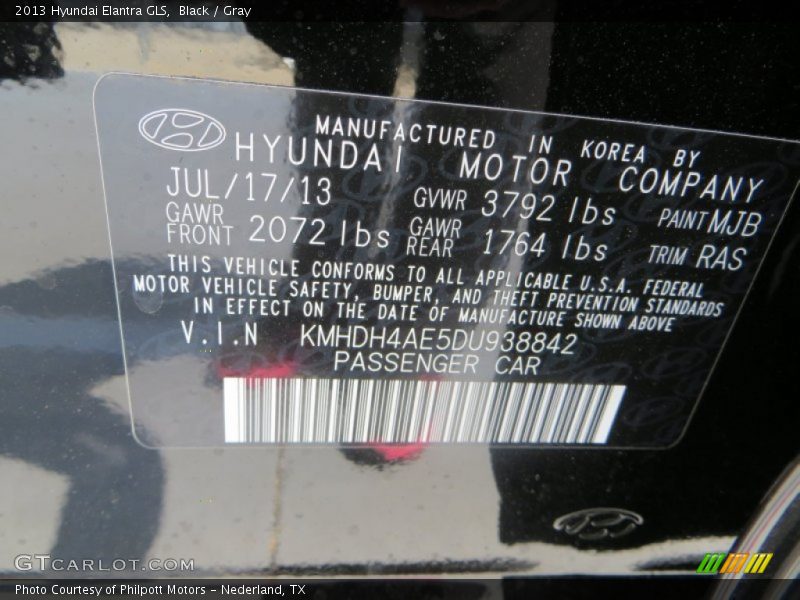 2013 Hyundai Elantra GLS, Black / Gray
MANUFACTURED IN KOREA BY
HYUNDAI MOTOR COMPANY
JUL/17/13 GVWR 3792 lbs PAINT MJB
GAWR FRONT 2072 lbs GAWR REAR 1764 lbs TRIM RAS
THIS VEHICLE CONFORMS TO ALL APPLICABLE U.S.A. FEDERAL
MOTOR VEHICLE SAFETY, BUMPER, AND THEFT PREVENTION STANDARDS
IN EFFECT ON THE DATE OF MANUFACTURE SHOWN ABOVE
V.I.N KMHDH4AE5DU938842
PASSENGER CAR
GTCARLOT.COM
Photo Courtesy of Philpott Motors - Nederland, TX